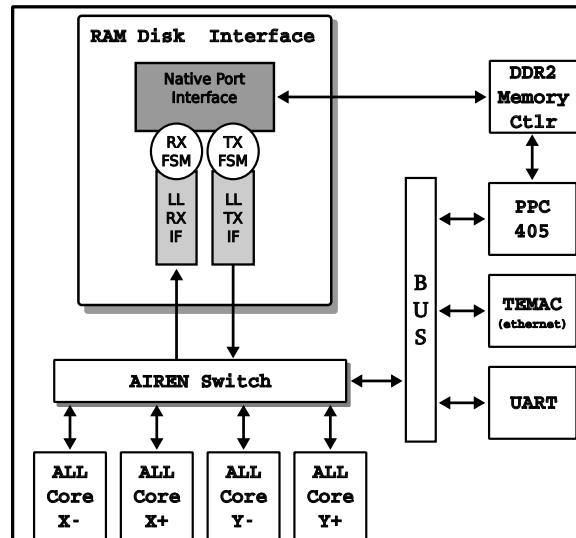 RAM Disk Interface
Native Port
Interface
RX
FSM
TX
FSM
LL
RX
IF
LL
TX
IF
DDR2
Memory
Ctlr
PPC
405
TEMAC
(ethernet)
UART
B
U
S
AIREN Switch
ALL
Core
X-
ALL
Core
X+
ALL
Core
Y-
ALL
Core
Y+